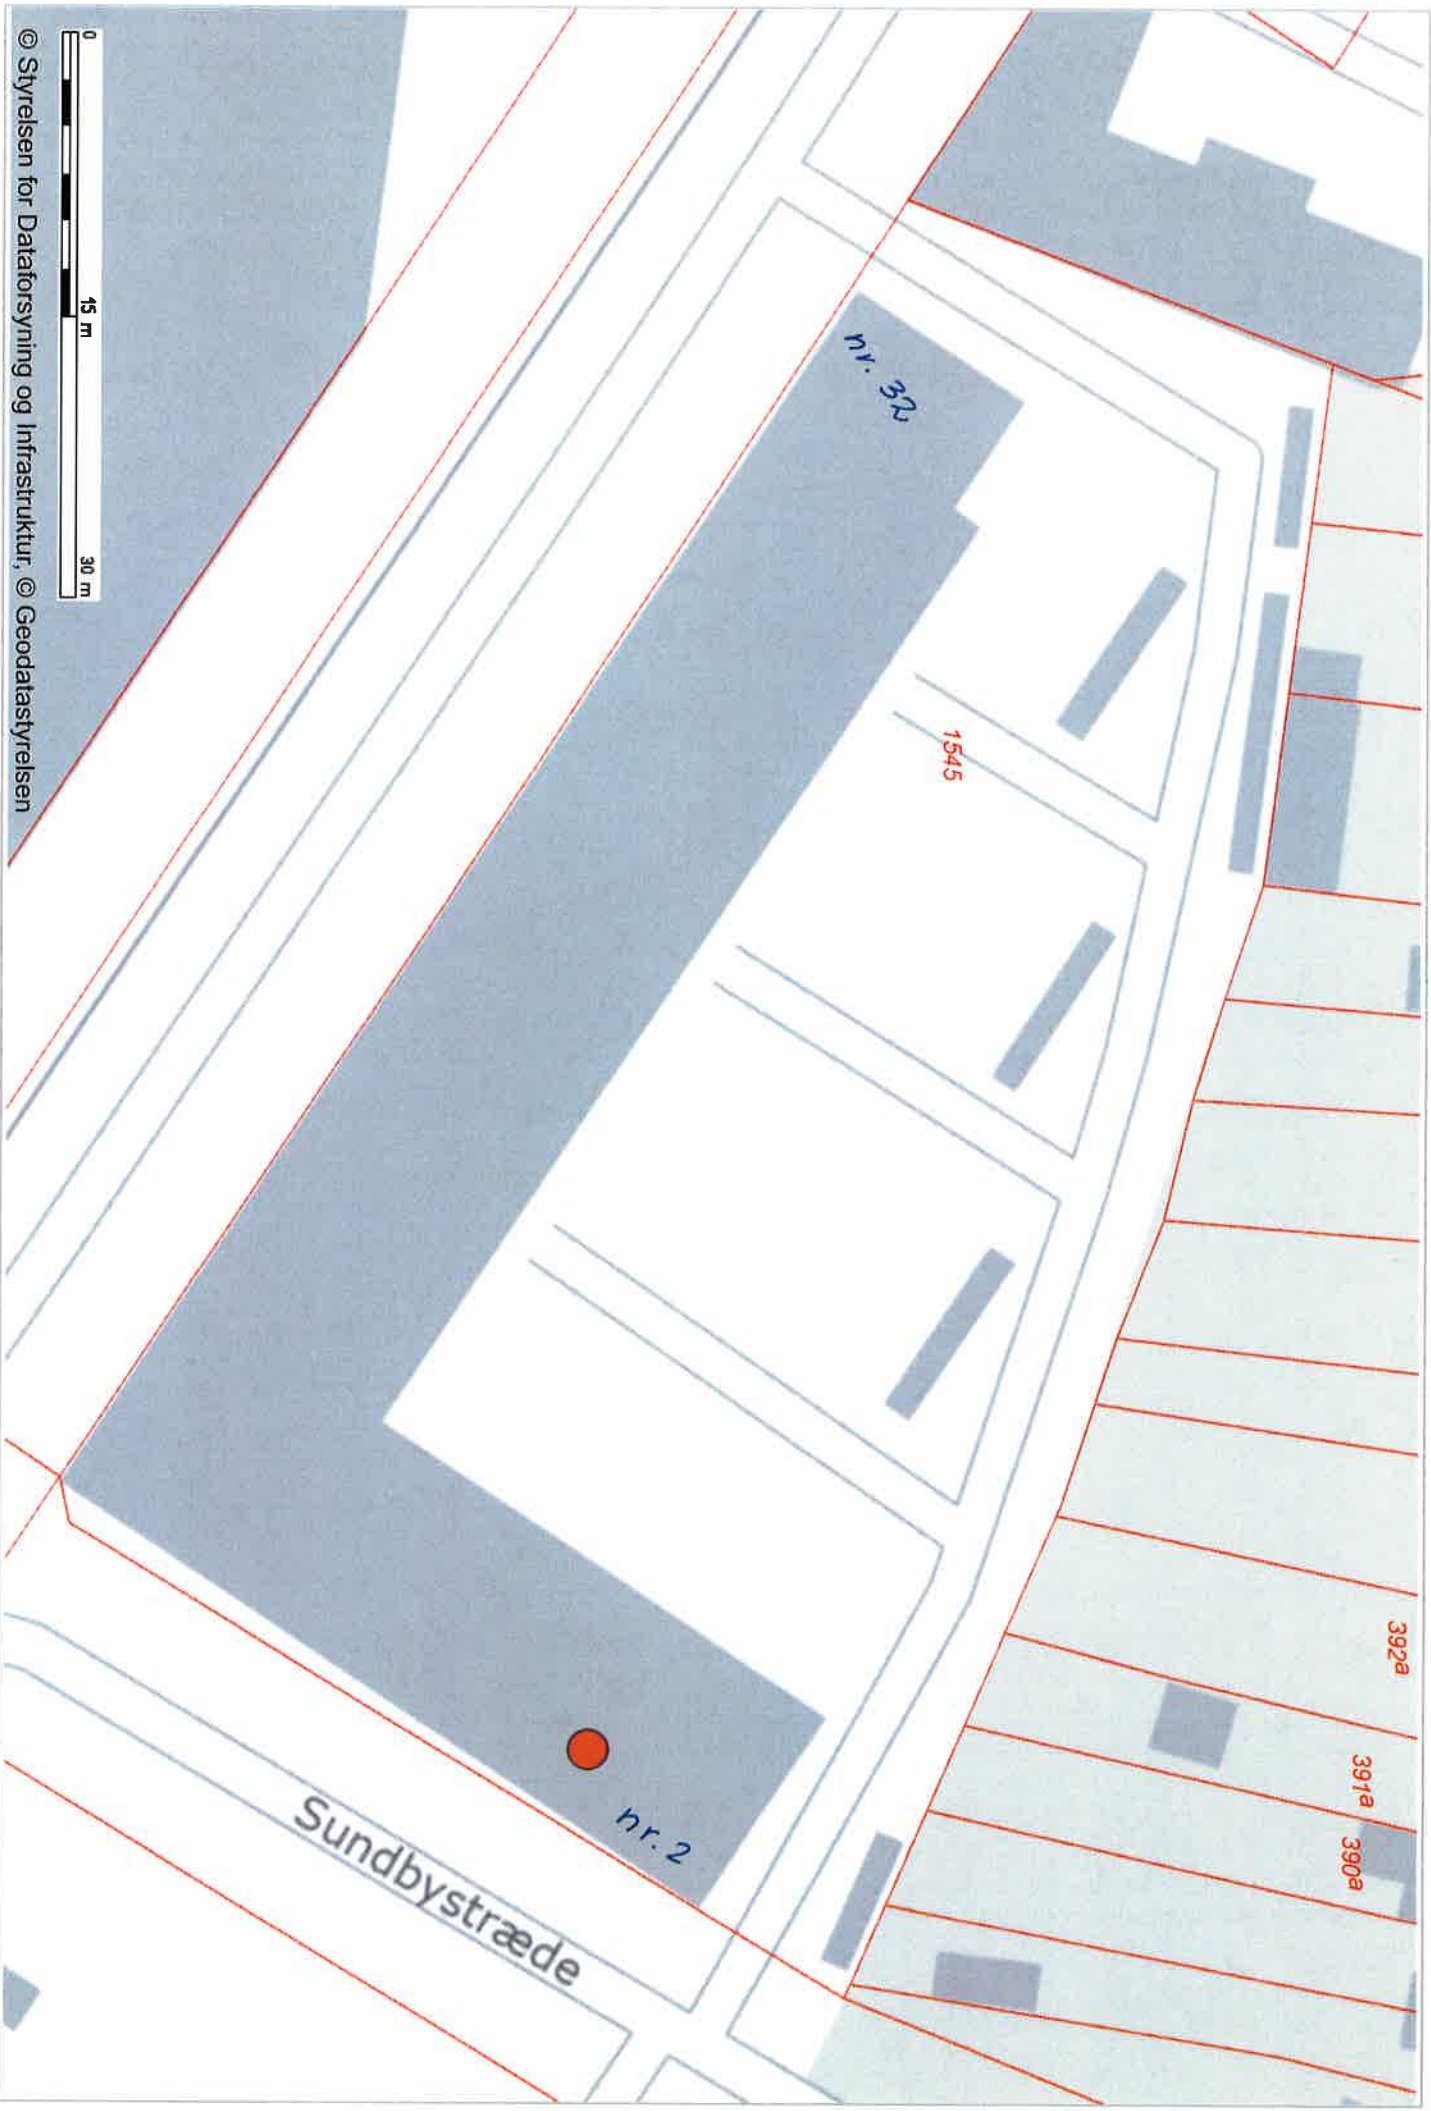 392a
391a
390a
1545
nr. 32
nr. 2
Sundbystræde
0 15 m 30 m
© Styrelsen for Dataforsyning og Infrastruktur, © Geodatastyrelsen